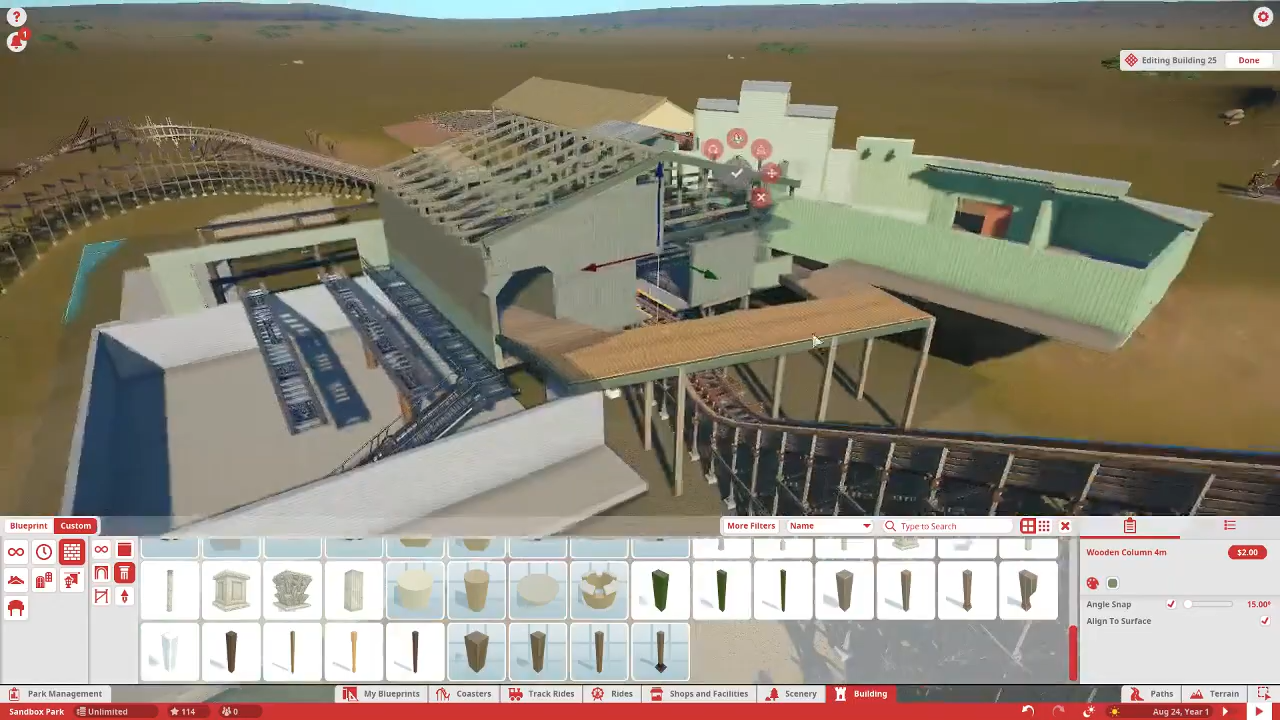 ?
1
Editing Building 25 Done
Blueprint Custom More Filters Name Type to Search
Wooden Column 4m $2.00
Angle Snap 15.00°
Align To Surface
Park Management My Blueprints Coasters Track Rides Rides Shops and Facilities Scenery Building Paths Terrain
Sandbox Park Unlimited 114 0 Aug 24, Year 1